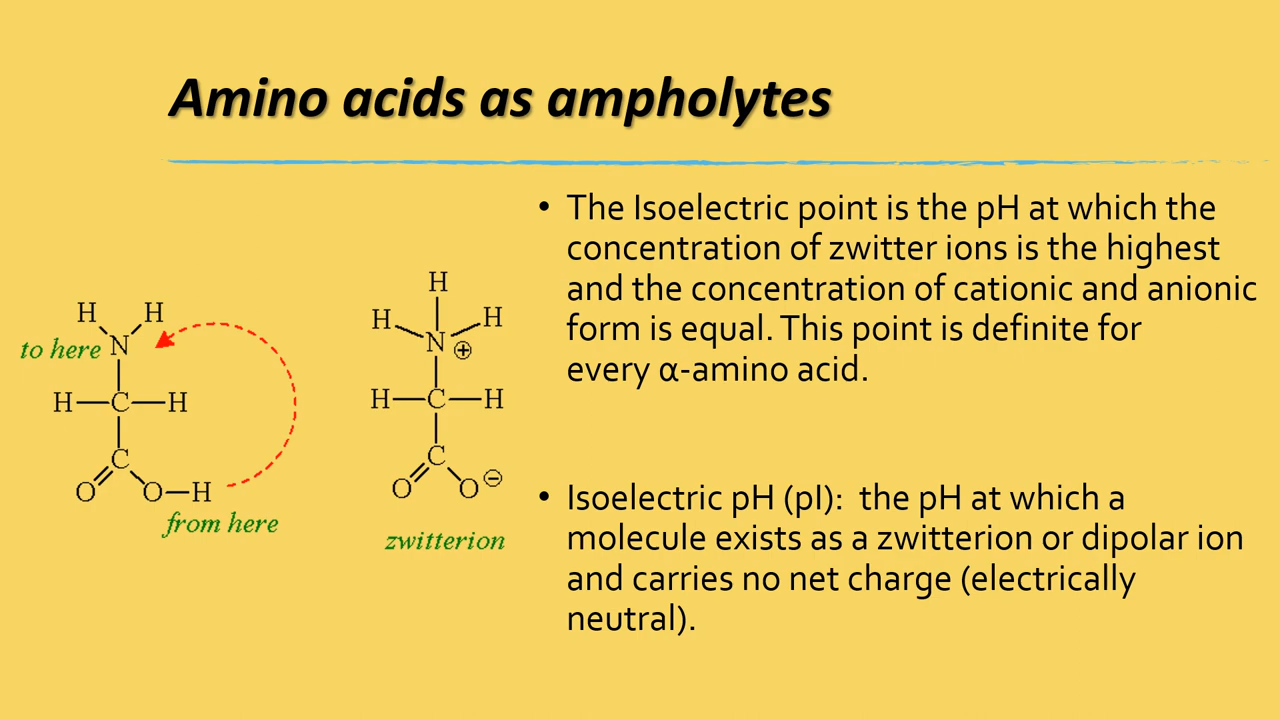 Amino acids as ampholytes
• The Isoelectric point is the pH at which the
concentration of zwitter ions is the highest
and the concentration of cationic and anionic
form is equal. This point is definite for
every α-amino acid.
• Isoelectric pH (pI):  the pH at which a
molecule exists as a zwitterion or dipolar ion
and carries no net charge (electrically
neutral).
H H
to here N
H C H
C
O O H
from here
H
H H
N ⊕
H C H
C
O O ⊖
zwitterion